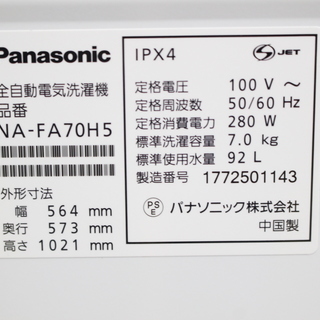 Panasonic
全自動電気洗濯機
品番
NA-FA70H5
外形寸法
幅 564 mm
奥行 573 mm
高さ 1021 mm
IPX4
S JET
定格電圧 100 V ~
定格周波数 50/60 Hz
定格消費電力 280 W
標準洗濯容量 7.0 kg
標準使用水量 92 L
製造番号 1772501143
PS E
パナソニック株式会社
中国製